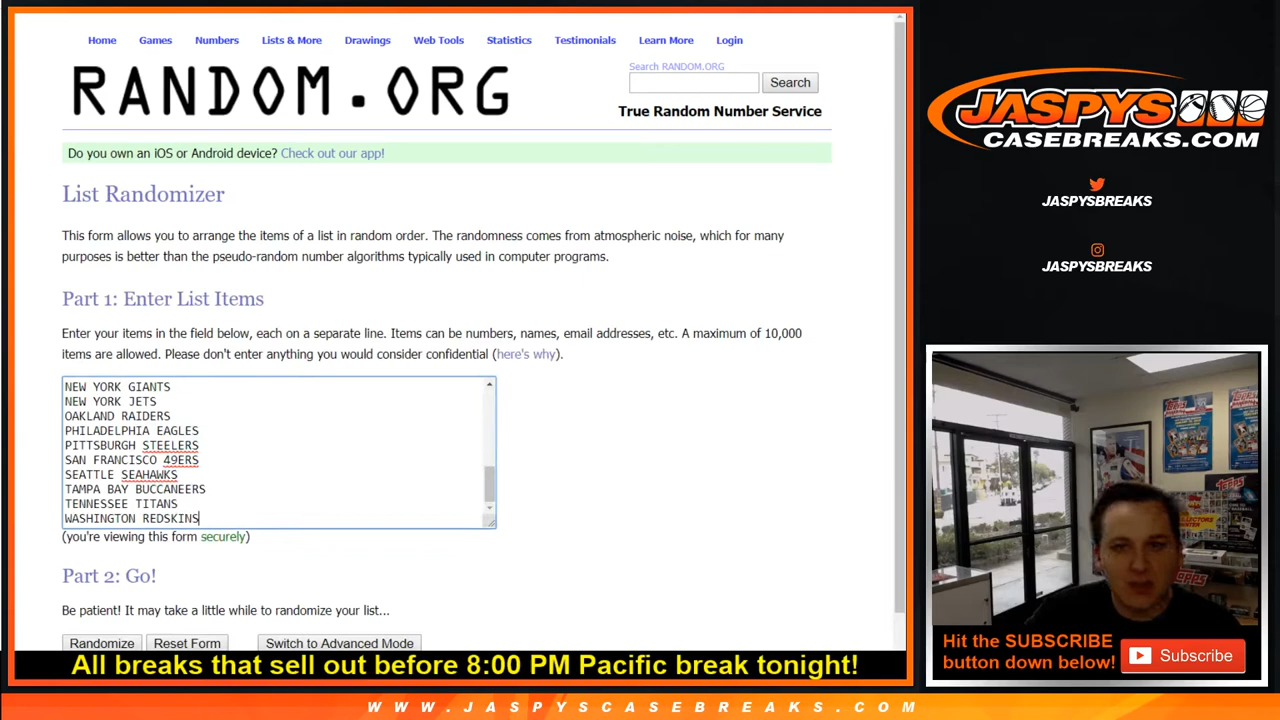 Home Games Numbers Lists & More Drawings Web Tools Statistics Testimonials Learn More Login
RANDOM.ORG
Search RANDOM.ORG
Search
True Random Number Service
Do you own an iOS or Android device? Check out our app!
List Randomizer
This form allows you to arrange the items of a list in random order. The randomness comes from atmospheric noise, which for many
purposes is better than the pseudo-random number algorithms typically used in computer programs.
Part 1: Enter List Items
Enter your items in the field below, each on a separate line. Items can be numbers, names, email addresses, etc. A maximum of 10,000
items are allowed. Please don't enter anything you would consider confidential (here's why).
NEW YORK GIANTS
NEW YORK JETS
OAKLAND RAIDERS
PHILADELPHIA EAGLES
PITTSBURGH STEELERS
SAN FRANCISCO 49ERS
SEATTLE SEAHAWKS
TAMPA BAY BUCCANEERS
TENNESSEE TITANS
WASHINGTON REDSKINS
(you're viewing this form securely)
Part 2: Go!
Be patient! It may take a little while to randomize your list...
Randomize Reset Form Switch to Advanced Mode
All breaks that sell out before 8:00 PM Pacific break tonight!
WWW.JASPYSCASEBREAKS.COM
JASPYS
CASEBREAKS.COM
JASPYSBREAKS
JASPYSBREAKS
TOPPS
Hit the SUBSCRIBE
button down below!
Subscribe